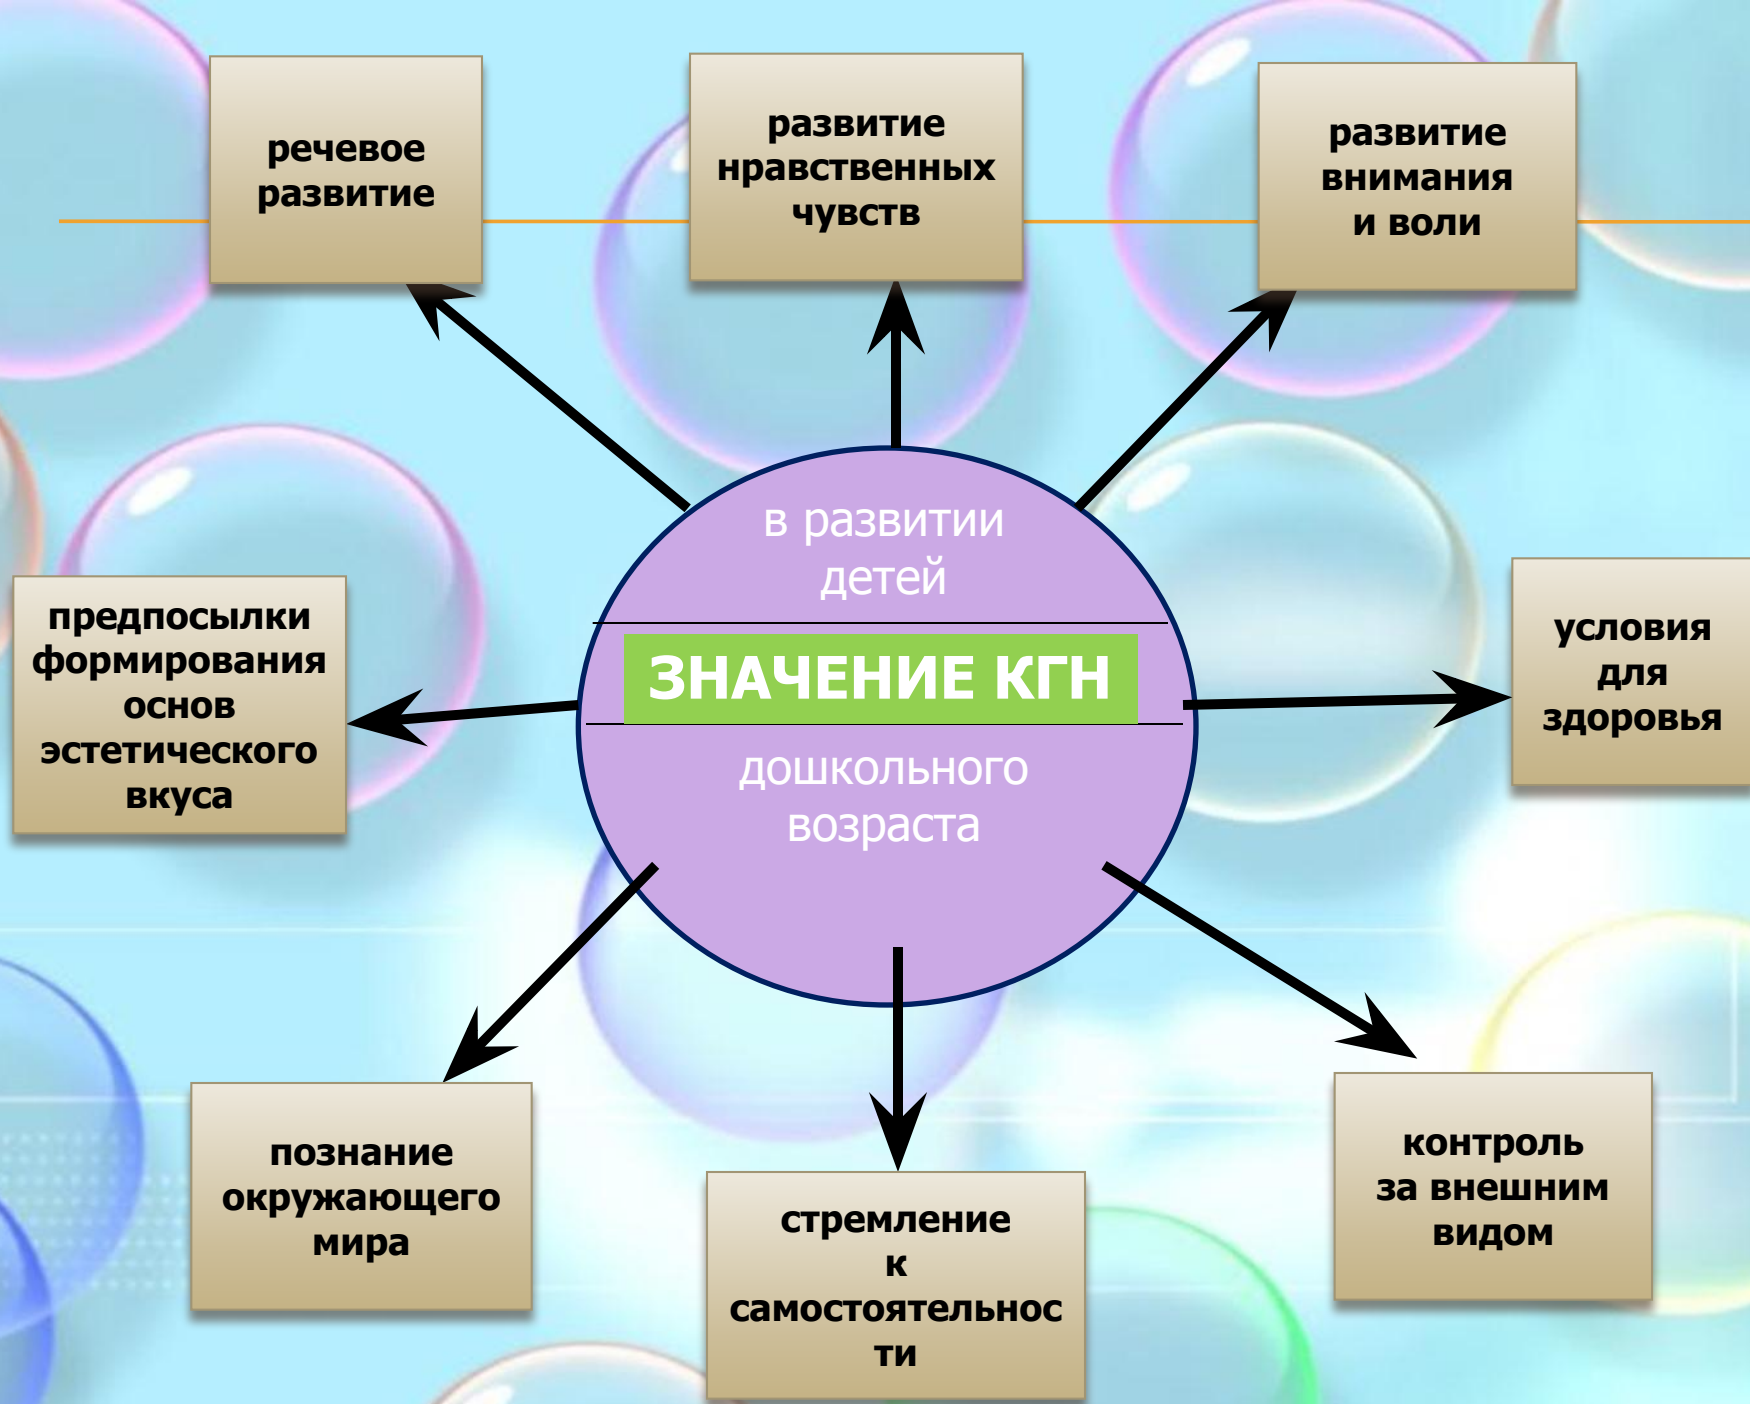 речевое
развитие
развитие
нравственных
чувств
развитие
внимания
и воли
в развитии
детей
ЗНАЧЕНИЕ КГН
дошкольного
возраста
предпосылки
формирования
основ
эстетического
вкуса
условия
для
здоровья
познание
окружающего
мира
стремление
к
самостоятельнос
ти
контроль
за внешним
видом